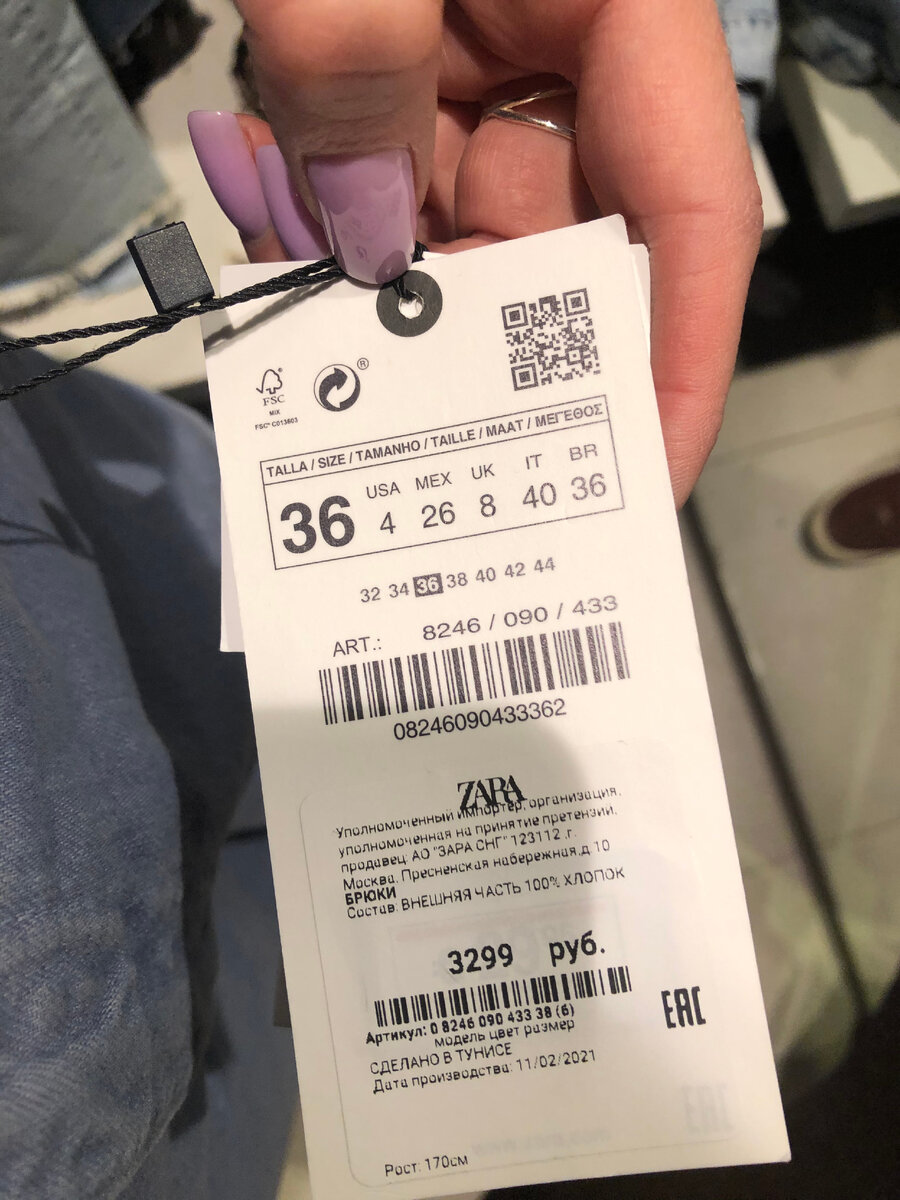 FSC®
MIX
FSC® C013603
®
TALLA / SIZE / TAMANHO / TAILLE / MAAT / ΜΕΓΕΘΟΣ
36 USA 4 MEX 26 UK 8 IT 40 BR 36
32 34 36 38 40 42 44
ART.: 8246 / 090 / 433
08246090433362
ZARA
Уполномоченный импортер, организация,
уполномоченная на принятие претензий,
продавец: АО "ЗАРА СНГ" 123112 ,г.
Москва, Пресненская набережная,д 10
БРЮКИ
Состав: ВНЕШНЯЯ ЧАСТЬ 100% ХЛОПОК
3299 руб.
Артикул: 0 8246 090 433 38 (6)
модель цвет размер
СДЕЛАНО В ТУНИСЕ
Дата производства: 11/02/2021
EAC
Рост: 170см